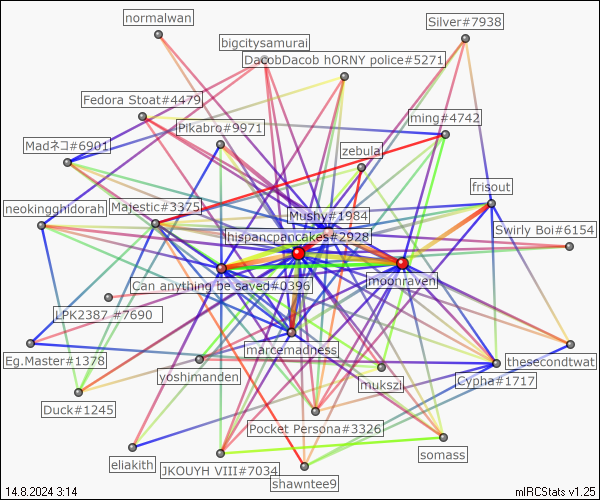 normalwan
Silver#7938
bigcitysamurai
DacobDacob hORNY police#5271
Fedora Stoat#4479
ming#4742
Pikabro#9971
Madネコ#6901
zebula
frisout
neokingghidorah
Majestic#3375
Mushy#1984
Swirly Boi#6154
hispancpancakes#2928
Can anything be saved#0396
moonraven
LPK2387_#7690
marcemadness
Eg.Master#1378
thesecondtwat
yoshimanden
mukszi
Cypha#1717
Duck#1245
Pocket Persona#3326
somass
eliakith
JKOUYH VIII#7034
shawntee9
14.8.2024 3:14
mIRCStats v1.25